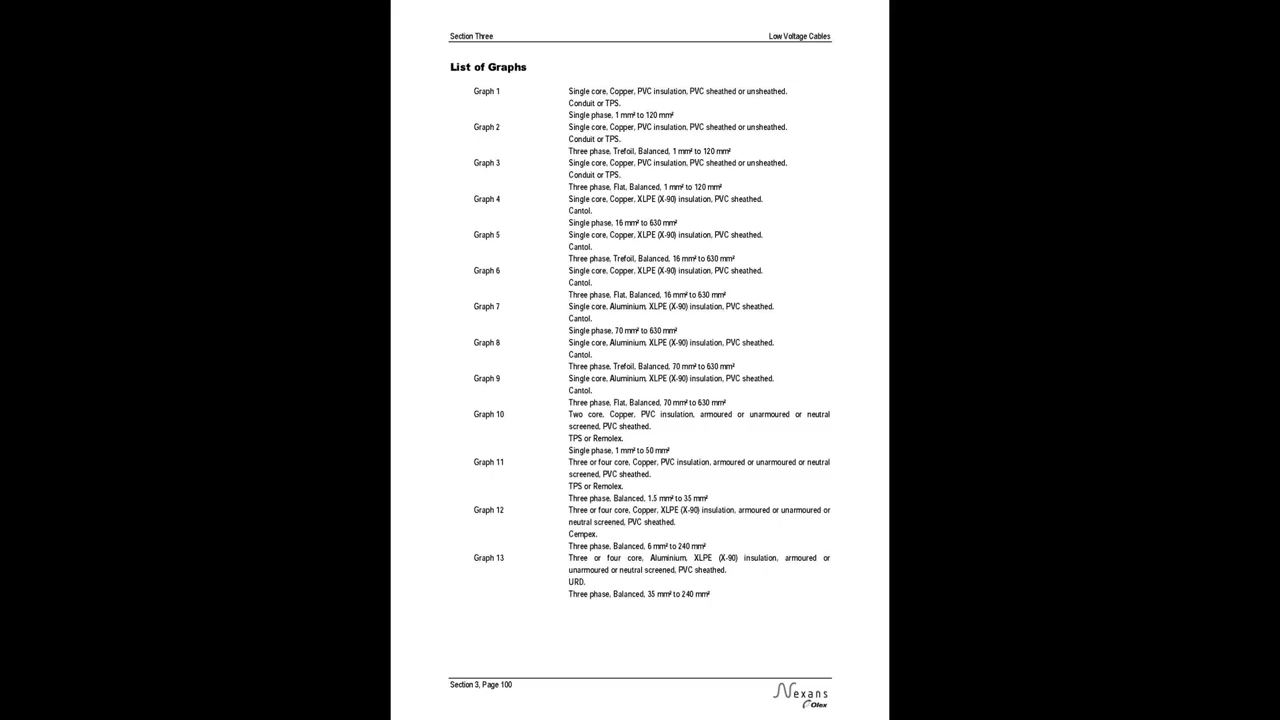 Section Three Low Voltage Cables
List of Graphs
Graph 1 Single core, Copper, PVC insulation, PVC sheathed or unsheathed.
Conduit or TPS.
Single phase, 1 mm² to 120 mm²
Graph 2 Single core, Copper, PVC insulation, PVC sheathed or unsheathed.
Conduit or TPS.
Three phase, Trefoil, Balanced, 1 mm² to 120 mm²
Graph 3 Single core, Copper, PVC insulation, PVC sheathed or unsheathed.
Conduit or TPS.
Three phase, Flat, Balanced, 1 mm² to 120 mm²
Graph 4 Single core, Copper, XLPE (X-90) insulation, PVC sheathed.
Cantol.
Single phase, 16 mm² to 630 mm²
Graph 5 Single core, Copper, XLPE (X-90) insulation, PVC sheathed.
Cantol.
Three phase, Trefoil, Balanced, 16 mm² to 630 mm²
Graph 6 Single core, Copper, XLPE (X-90) insulation, PVC sheathed.
Cantol.
Three phase, Flat, Balanced, 16 mm² to 630 mm²
Graph 7 Single core, Aluminium, XLPE (X-90) insulation, PVC sheathed.
Cantol.
Single phase, 70 mm² to 630 mm²
Graph 8 Single core, Aluminium, XLPE (X-90) insulation, PVC sheathed.
Cantol.
Three phase, Trefoil, Balanced, 70 mm² to 630 mm²
Graph 9 Single core, Aluminium, XLPE (X-90) insulation, PVC sheathed.
Cantol.
Three phase, Flat, Balanced, 70 mm² to 630 mm²
Graph 10 Two core, Copper, PVC insulation, armoured or unarmoured or neutral
screened, PVC sheathed.
TPS or Remolex.
Single phase, 1 mm² to 50 mm²
Graph 11 Three or four core, Copper, PVC insulation, armoured or unarmoured or neutral
screened, PVC sheathed.
TPS or Remolex.
Three phase, Balanced, 1.5 mm² to 35 mm²
Graph 12 Three or four core, Copper, XLPE (X-90) insulation, armoured or unarmoured or
neutral screened, PVC sheathed.
Cempex.
Three phase, Balanced, 6 mm² to 240 mm²
Graph 13 Three or four core, Aluminium, XLPE (X-90) insulation, armoured or
unarmoured or neutral screened, PVC sheathed.
URD.
Three phase, Balanced, 35 mm² to 240 mm²
Section 3, Page 100
Nexans
Olex